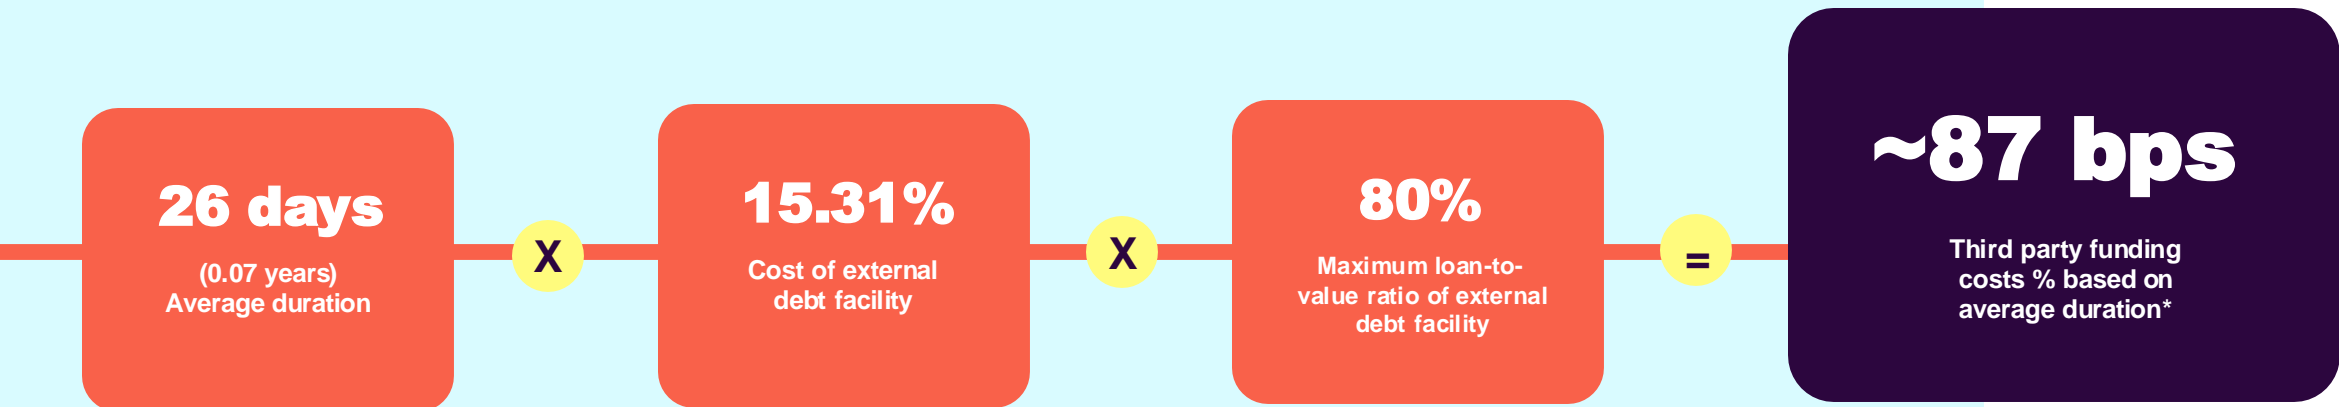 26 days
(0.07 years)
Average duration
X
15.31%
Cost of external
debt facility
X
80%
Maximum loan-to-
value ratio of external
debt facility
=
~87 bps
Third party funding
costs % based on
average duration*